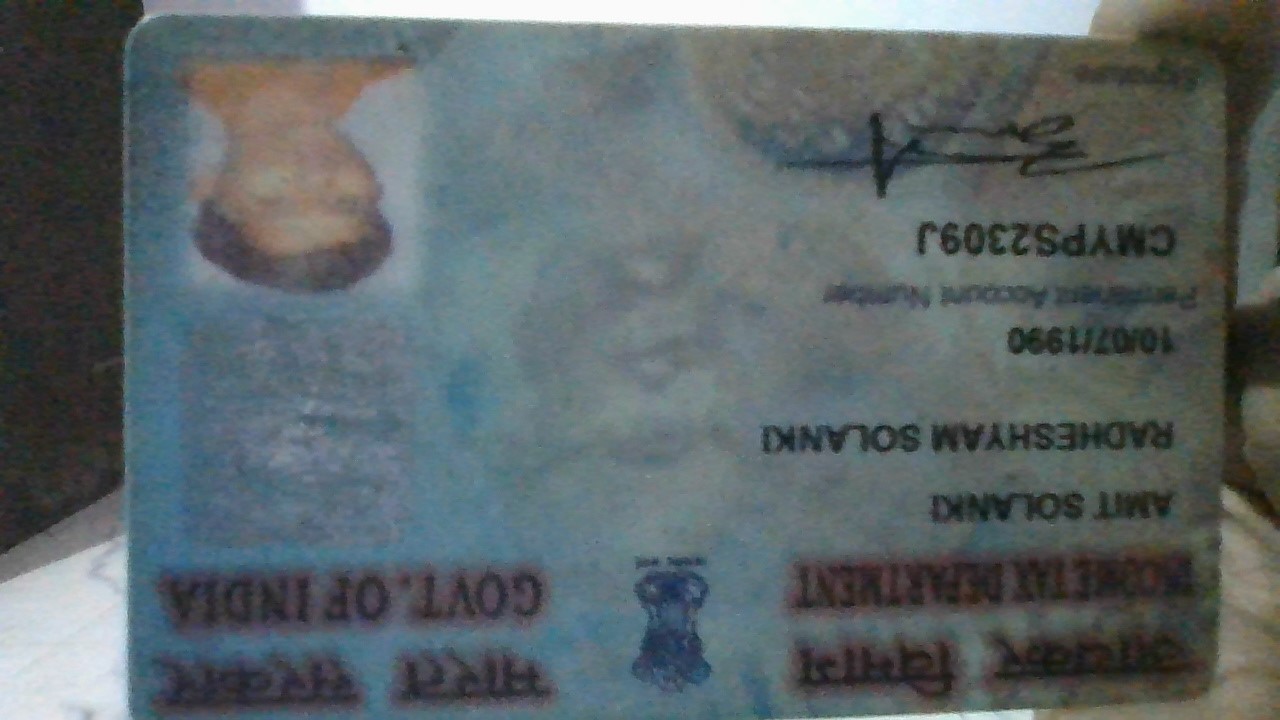 आयकर विभाग
INCOME TAX DEPARTMENT
भारत सरकार
GOVT. OF INDIA
AMIT SOLANKI
RADHESHYAM SOLANKI
10/07/1990
Permanent Account Number
CMYPS2309J
Signature